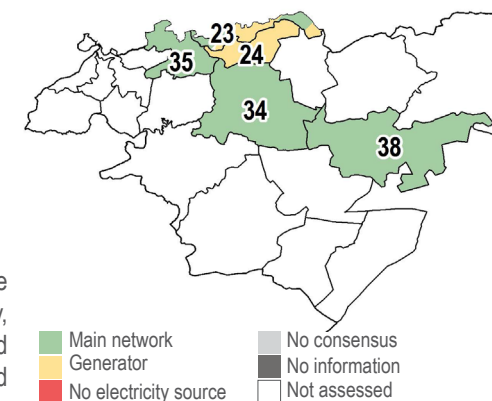 23
24
35
34
38
e
y,
d
d
Main network
Generator
No electricity source
No consensus
No information
Not assessed